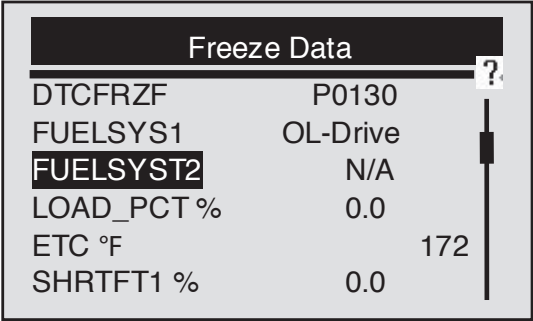 Freeze Data
?
DTCFRZF P0130
FUELSYS1 OL-Drive
FUELSYST2 N/A
LOAD_PCT % 0.0
ETC °F 172
SHRTFT1 % 0.0